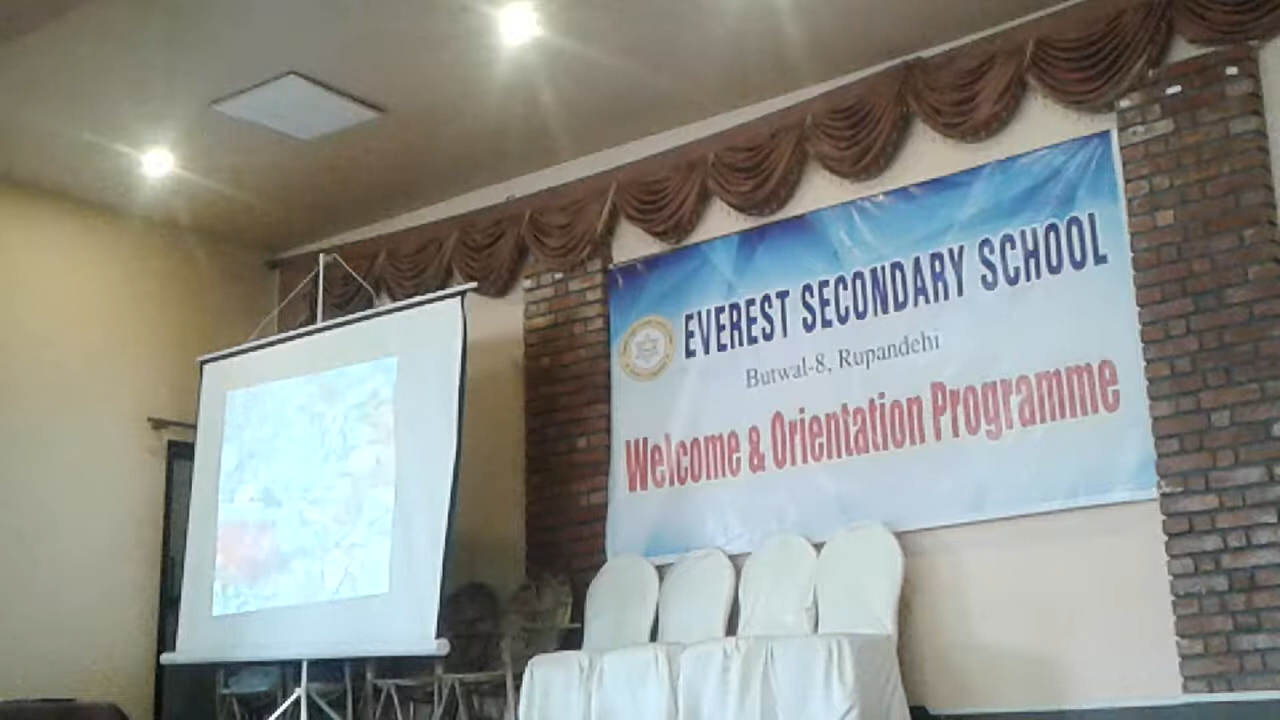 EVEREST SECONDARY SCHOOL
Butwal-8, Rupandehi
Welcome & Orientation Programme